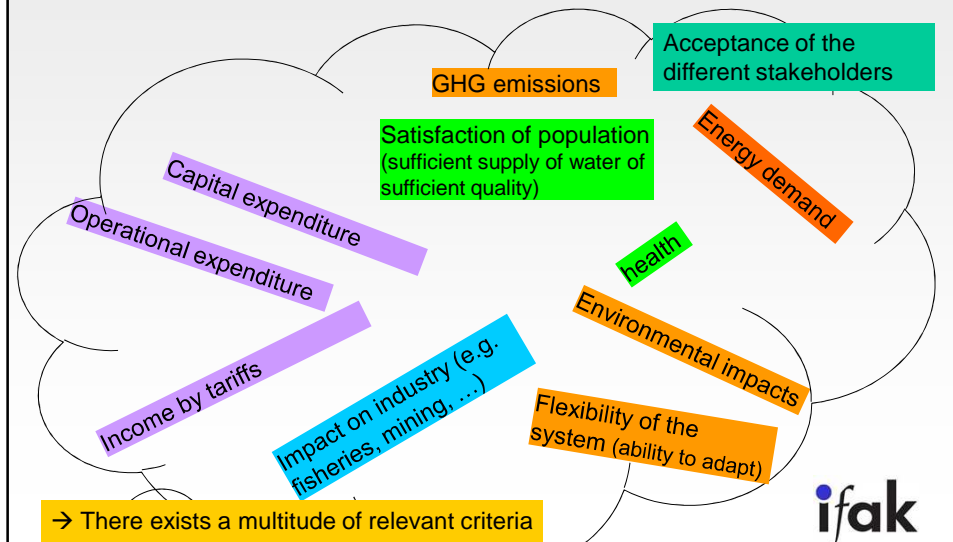 Acceptance of the
different stakeholders
GHG emissions
Satisfaction of population
(sufficient supply of water of
sufficient quality)
Energy demand
Capital expenditure
Operational expenditure
health
Environmental impacts
Income by tariffs
Impact on industry (e.g.
fisheries, mining, …)
Flexibility of the
system (ability to adapt)
→ There exists a multitude of relevant criteria
ifak